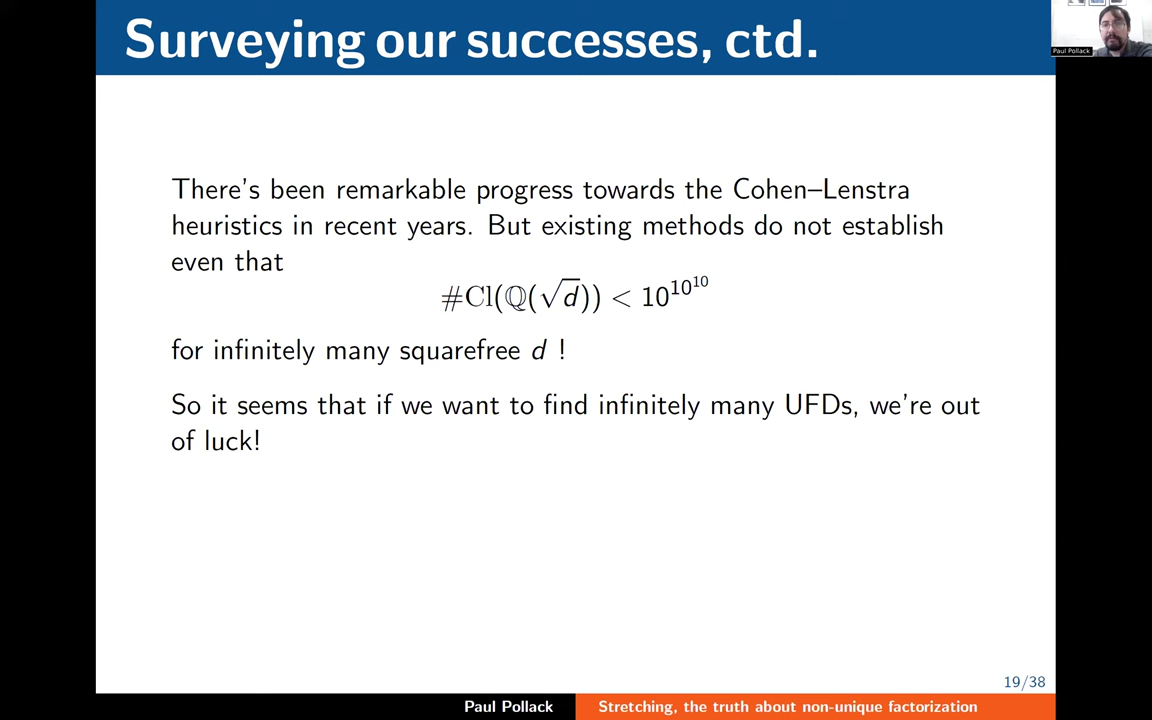 Surveying our successes, ctd.
Paul Pollack
There's been remarkable progress towards the Cohen–Lenstra
heuristics in recent years. But existing methods do not establish
even that
#Cl(ℚ(√d)) < 10^10^10
for infinitely many squarefree d !
So it seems that if we want to find infinitely many UFDs, we're out
of luck!
19/38
Paul Pollack
Stretching, the truth about non-unique factorization